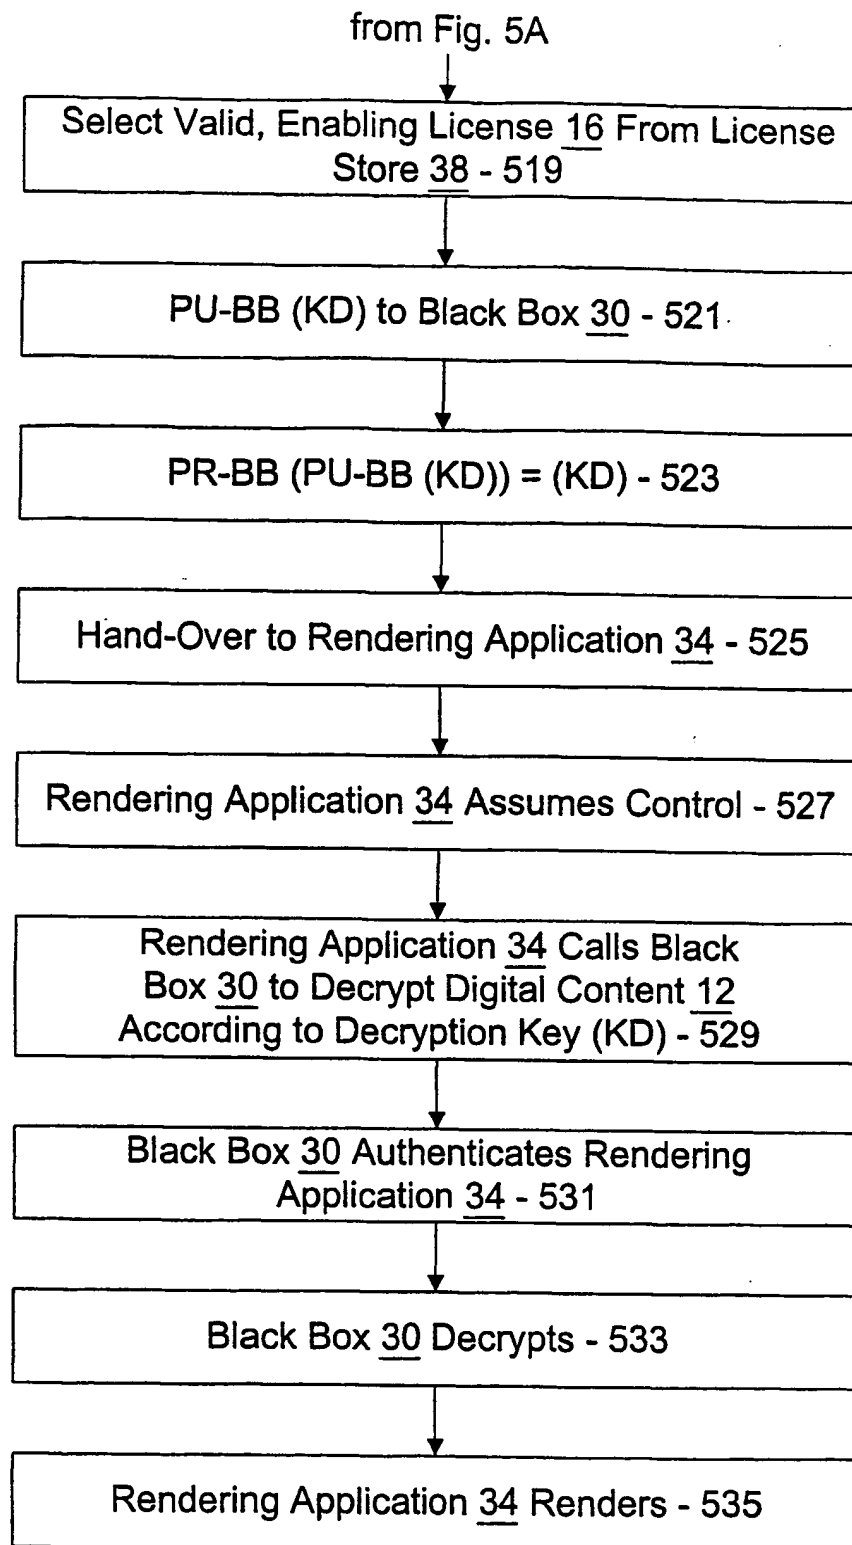 from Fig. 5A
Select Valid, Enabling License 16 From License
Store 38 - 519
PU-BB (KD) to Black Box 30 - 521
PR-BB (PU-BB (KD)) = (KD) - 523
Hand-Over to Rendering Application 34 - 525
Rendering Application 34 Assumes Control - 527
Rendering Application 34 Calls Black
Box 30 to Decrypt Digital Content 12
According to Decryption Key (KD) - 529
Black Box 30 Authenticates Rendering
Application 34 - 531
Black Box 30 Decrypts - 533
Rendering Application 34 Renders - 535